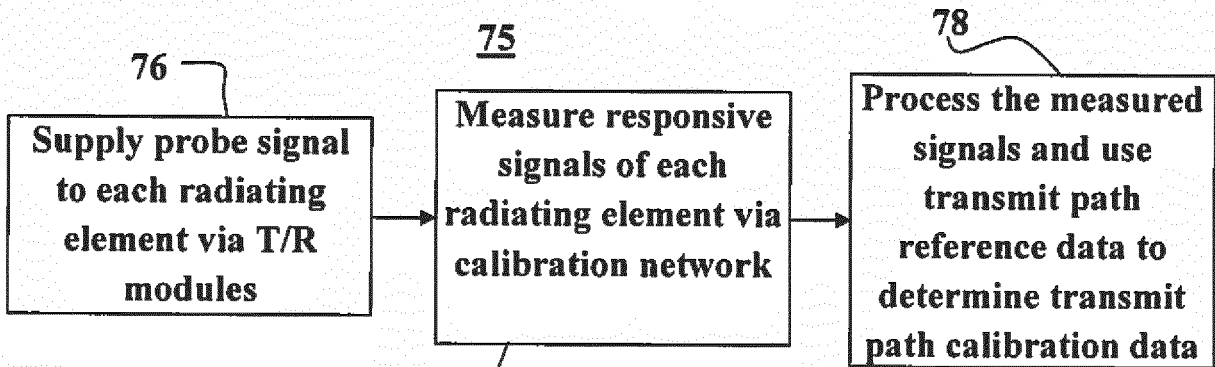 75
76
78
Supply probe signal
to each radiating
element via T/R
modules
Measure responsive
signals of each
radiating element via
calibration network
Process the measured
signals and use
transmit path
reference data to
determine transmit
path calibration data